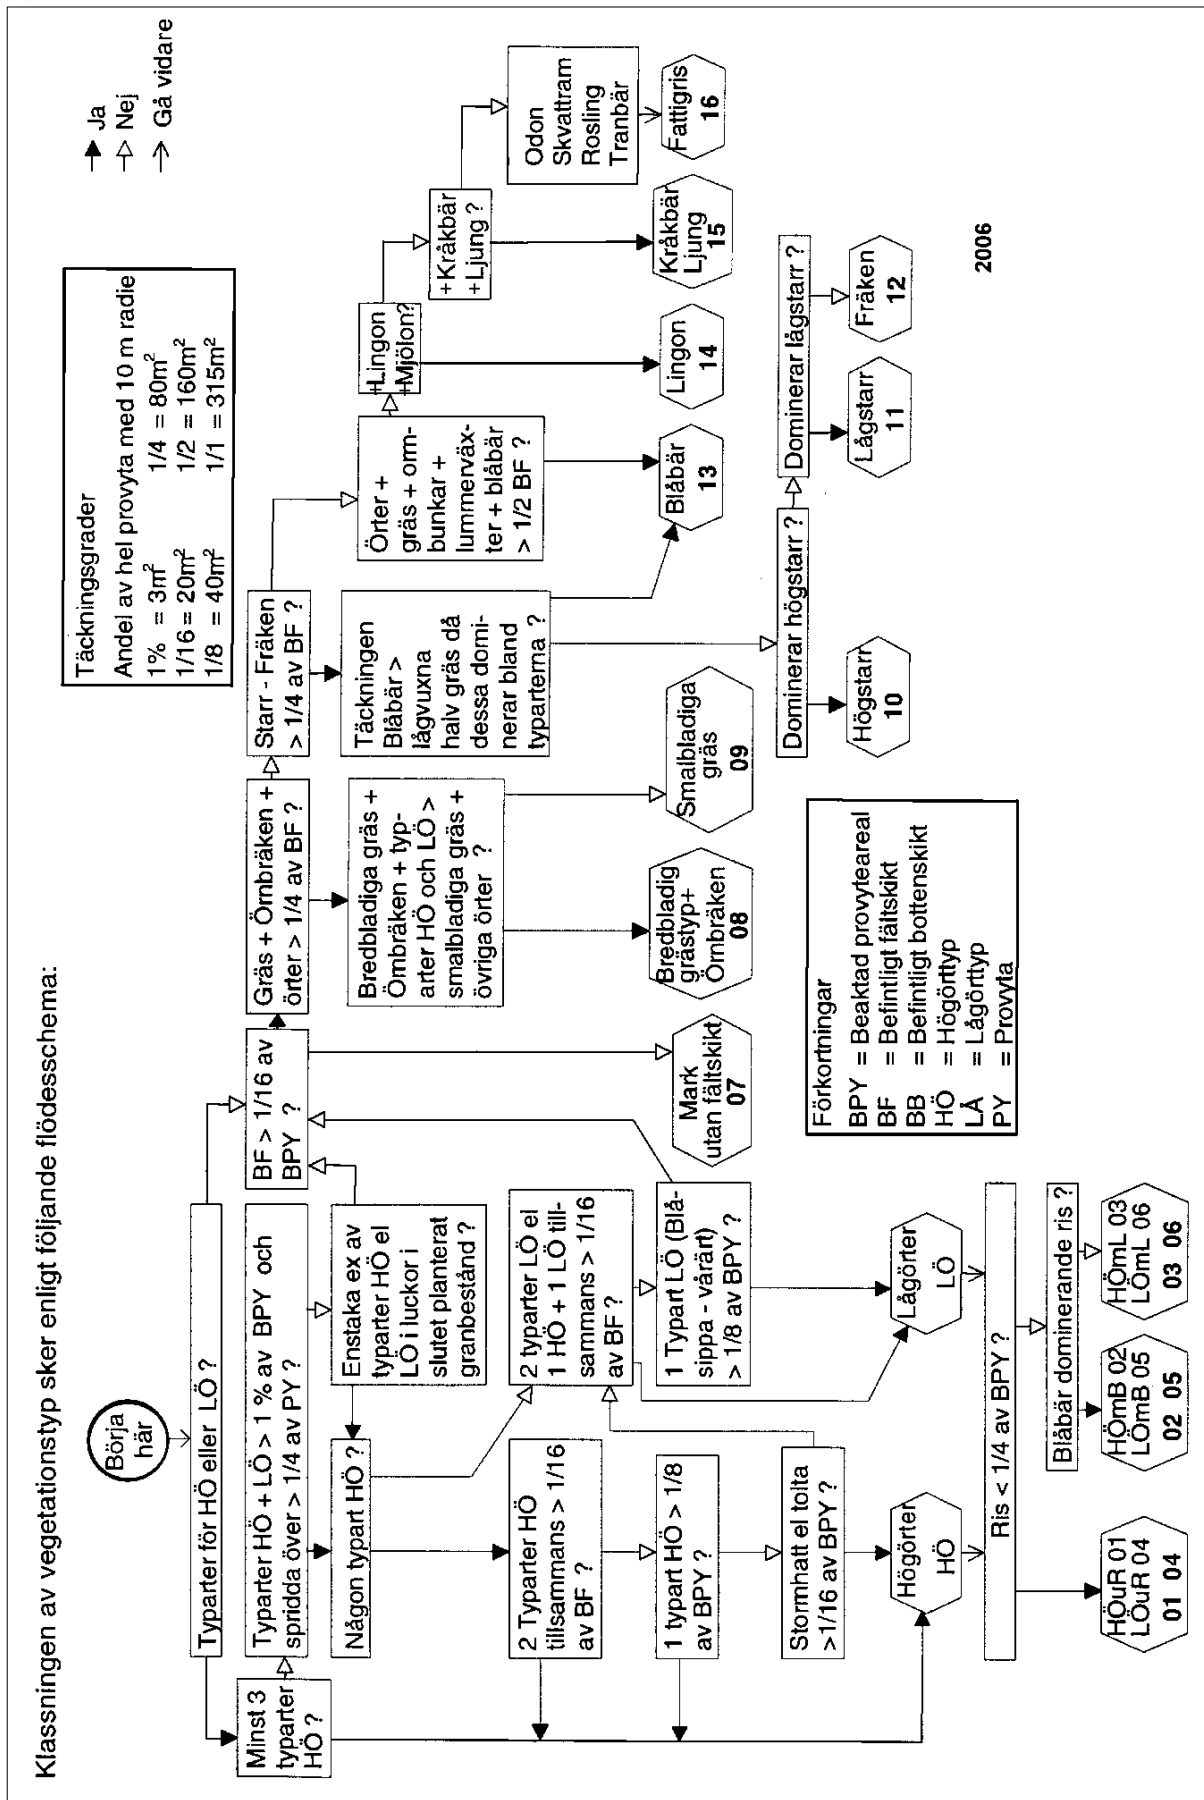 Klassningen av vegetationstyp sker enligt följande flödesschema:
Börja
här
Ja
Nej
Gå vidare
Täckningsgrader
Andel av hel provyta med 10 m radie
1% = 3m² 1/4 = 80m²
1/16 = 20m² 1/2 = 160m²
1/8 = 40m² 1/1 = 315m²
Typarter för HÖ eller LÖ ?
Minst 3
typarter
HÖ ?
Typarter HÖ + LÖ > 1 % av BPY och
spridda över > 1/4 av PY ?
BF > 1/16 av
BPY ?
Gräs + Örnbräken +
örter > 1/4 av BF ?
Starr - Fräken
> 1/4 av BF ?
Någon typart HÖ ?
Enstaka ex av
typarter HÖ el
LÖ i luckor i
slutet planterat
granbestånd ?
Bredbladiga gräs +
Örnbräken + typ-
arter HÖ och LÖ >
smalbladiga gräs +
övriga örter ?
Täckningen
Blåbär >
lågvuxna
halv gräs då
dessa domi-
nerar bland
typarterna ?
Örter +
gräs + orm-
bunkar +
lummerväx-
ter + blåbär
> 1/2 BF ?
+Lingon
+Mjölon?
+Kråkbär
+Ljung ?
Odon
Skvattram
Rosling
Tranbär
2 Typarter HÖ
tillsammans > 1/16
av BF ?
2 typarter LÖ el
1 HÖ + 1 LÖ till-
sammans > 1/16
av BF ?
1 typart HÖ > 1/8
av BPY ?
1 Typart LÖ (Blå-
sippa - vårärt)
> 1/8 av BPY ?
Mark
utan fältskikt
07
Bredbladig
grästyp+
Örnbräken
08
Smalbladiga
gräs
09
Blåbär
13
Lingon
14
Kråkbär
Ljung
15
Fattigris
16
Stormhatt el tolta
>1/16 av BPY ?
Dominerar högstarr ?
Dominerar lågstarr ?
Högstarr
10
Lågstarr
11
Fräken
12
Högörter
HÖ
Lågörter
LÖ
Förkortningar
BPY = Beaktad provyteareal
BF = Befintligt fältskikt
BB = Befintligt bottenskikt
HÖ = Högörttyp
LÅ = Lågörttyp
PY = Provyta
2006
Ris < 1/4 av BPY ?
Blåbär dominerande ris ?
HÖuR 01
LÖuR 04
01 04
HÖmB 02
LÖmB 05
02 05
HÖmL 03
LÖmL 06
03 06